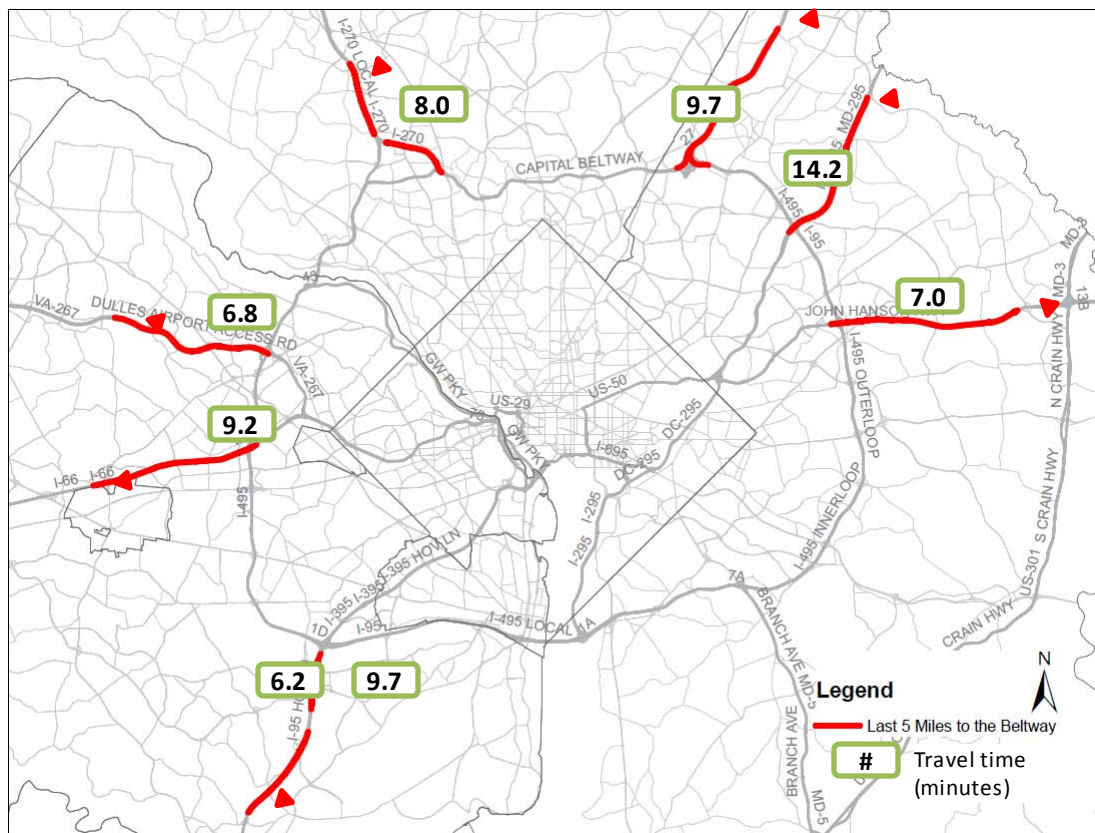 I-270 LOCAL
I-270
8.0
I-270
9.7
27
MD-295
14.2
CAPITAL BELTWAY
I-495
I-95
MD-3
MD-3
13B
7.0
JOHN HANSON
43
VA-267
DULLES AIRPORT ACCESS RD
6.8
VA-267
GW PKY
US-29
US-50
DC-295
I-495 OUTERLOOP
N CRAIN HWY
9.2
I-66
I-66
I-495
GW PKY
I-695
DC-295
I-295
I-295
I-395 HOV LN
I-395
I-395
I-495 INNERLOOP
US-301
S CRAIN HWY
CRAIN HWY
7A
1D
I-95
I-495 LOCAL
1A
BRANCH AVE
MD-5
6.2
9.7
I-95
BRANCH AVE
MD-5
N
Legend
Last 5 Miles to the Beltway
#
Travel time
(minutes)